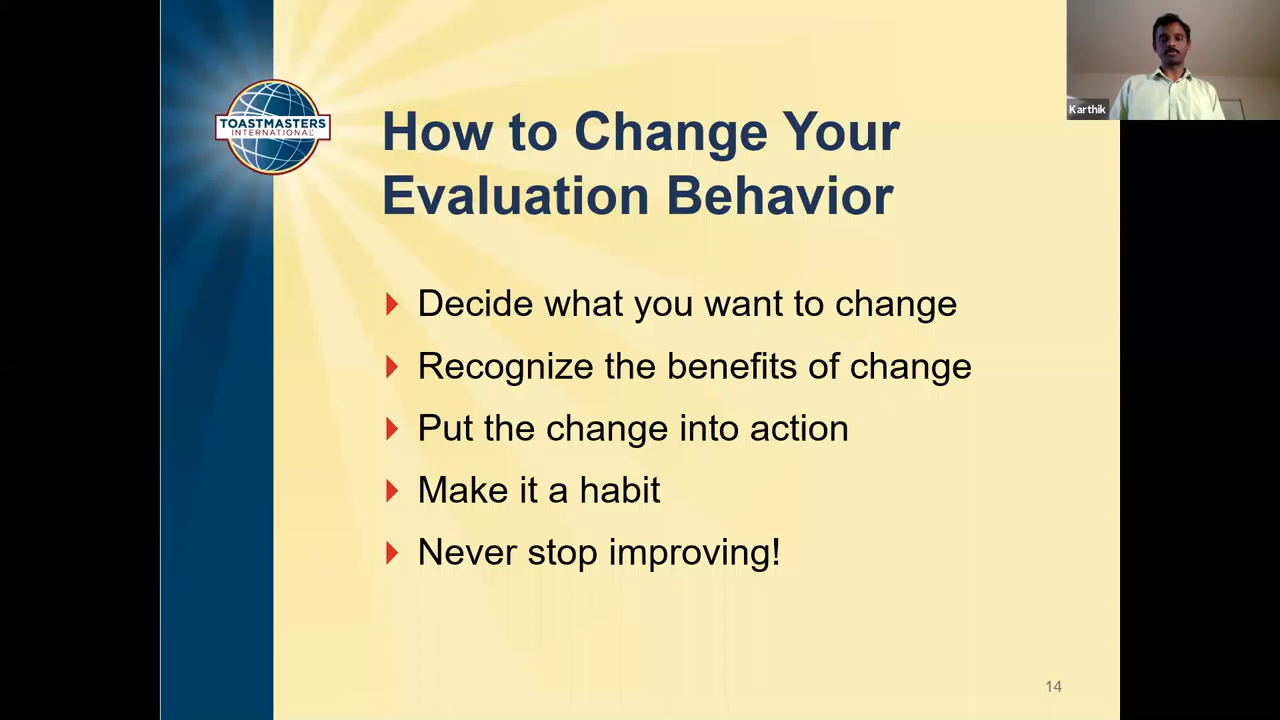 Karthik
TOASTMASTERS
INTERNATIONAL
How to Change Your
Evaluation Behavior
Decide what you want to change
Recognize the benefits of change
Put the change into action
Make it a habit
Never stop improving!
14